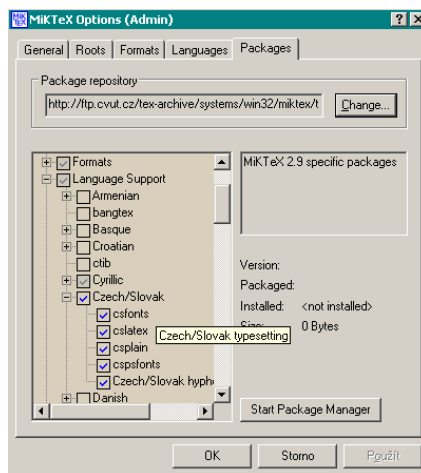 MiKTeX Options (Admin)
General Roots Formats Languages Packages
Package repository
http://ftp.cvut.cz/tex-archive/systems/win32/miktex/t Change...
Formats
Language Support
Armenian
bangtex
Basque
Croatian
ctib
Cyrillic
Czech/Slovak
csfonts
cslatex
csplain
cspsfonts
Czech/Slovak hyph
Danish
Czech/Slovak typesetting
MiKTeX 2.9 specific packages
Version:
Packaged:
Installed: <not installed>
Size: 0 Bytes
Start Package Manager
OK Storno Použít